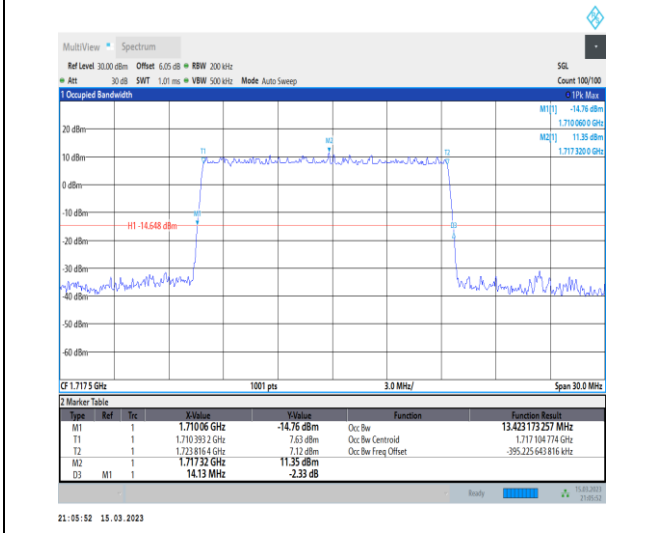 MultiView Spectrum
Ref Level 30.00 dBm Offset 6.05 dB RBW 200 kHz SGL
Att 30 dB SWT 1.01 ms VBW 500 kHz Mode Auto Sweep Count 100/100
1 Occupied Bandwidth 1Pk Max
M1[1] -14.76 dBm
1.710 060 0 GHz
M2[1] 11.35 dBm
1.717 320 0 GHz
20 dBm
M2
T1 T2
10 dBm
0 dBm
-10 dBm
M1
H1 -14.648 dBm D3
-20 dBm
-30 dBm
-40 dBm
-50 dBm
-60 dBm
CF 1.717 5 GHz 1001 pts 3.0 MHz/ Span 30.0 MHz
2 Marker Table
Type Ref Trc X-Value Y-Value Function Function Result
M1 1 1.710 06 GHz -14.76 dBm Occ Bw 13.423 173 257 MHz
T1 1 1.710 393 2 GHz 7.63 dBm Occ Bw Centroid 1.717 104 774 GHz
T2 1 1.723 816 4 GHz 7.12 dBm Occ Bw Freq Offset -395.225 643 816 kHz
M2 1 1.717 32 GHz 11.35 dBm
D3 M1 1 14.13 MHz -2.33 dB
Ready 15.03.2023
21:05:52
21:05:52 15.03.2023